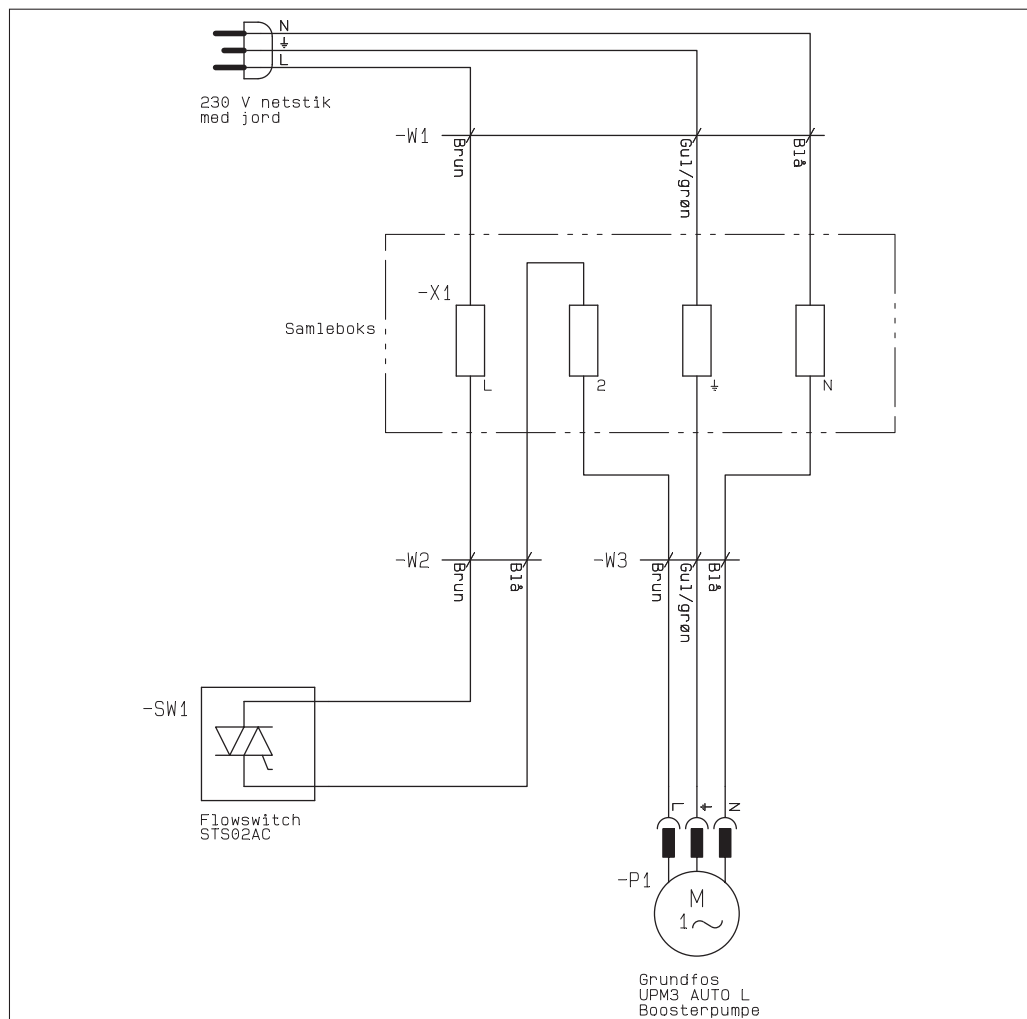 N
⏚
L
230 V netstik
med jord
-W1
Brun
Gul/grøn
Blå
-X1
Samleboks
L
2
⏚
N
-W2
Brun
Blå
-W3
Brun
Gul/grøn
Blå
-SW1
Flowswitch
STS02AC
L
⏚
N
-P1
M
1~
Grundfos
UPM3 AUTO L
Boosterpumpe